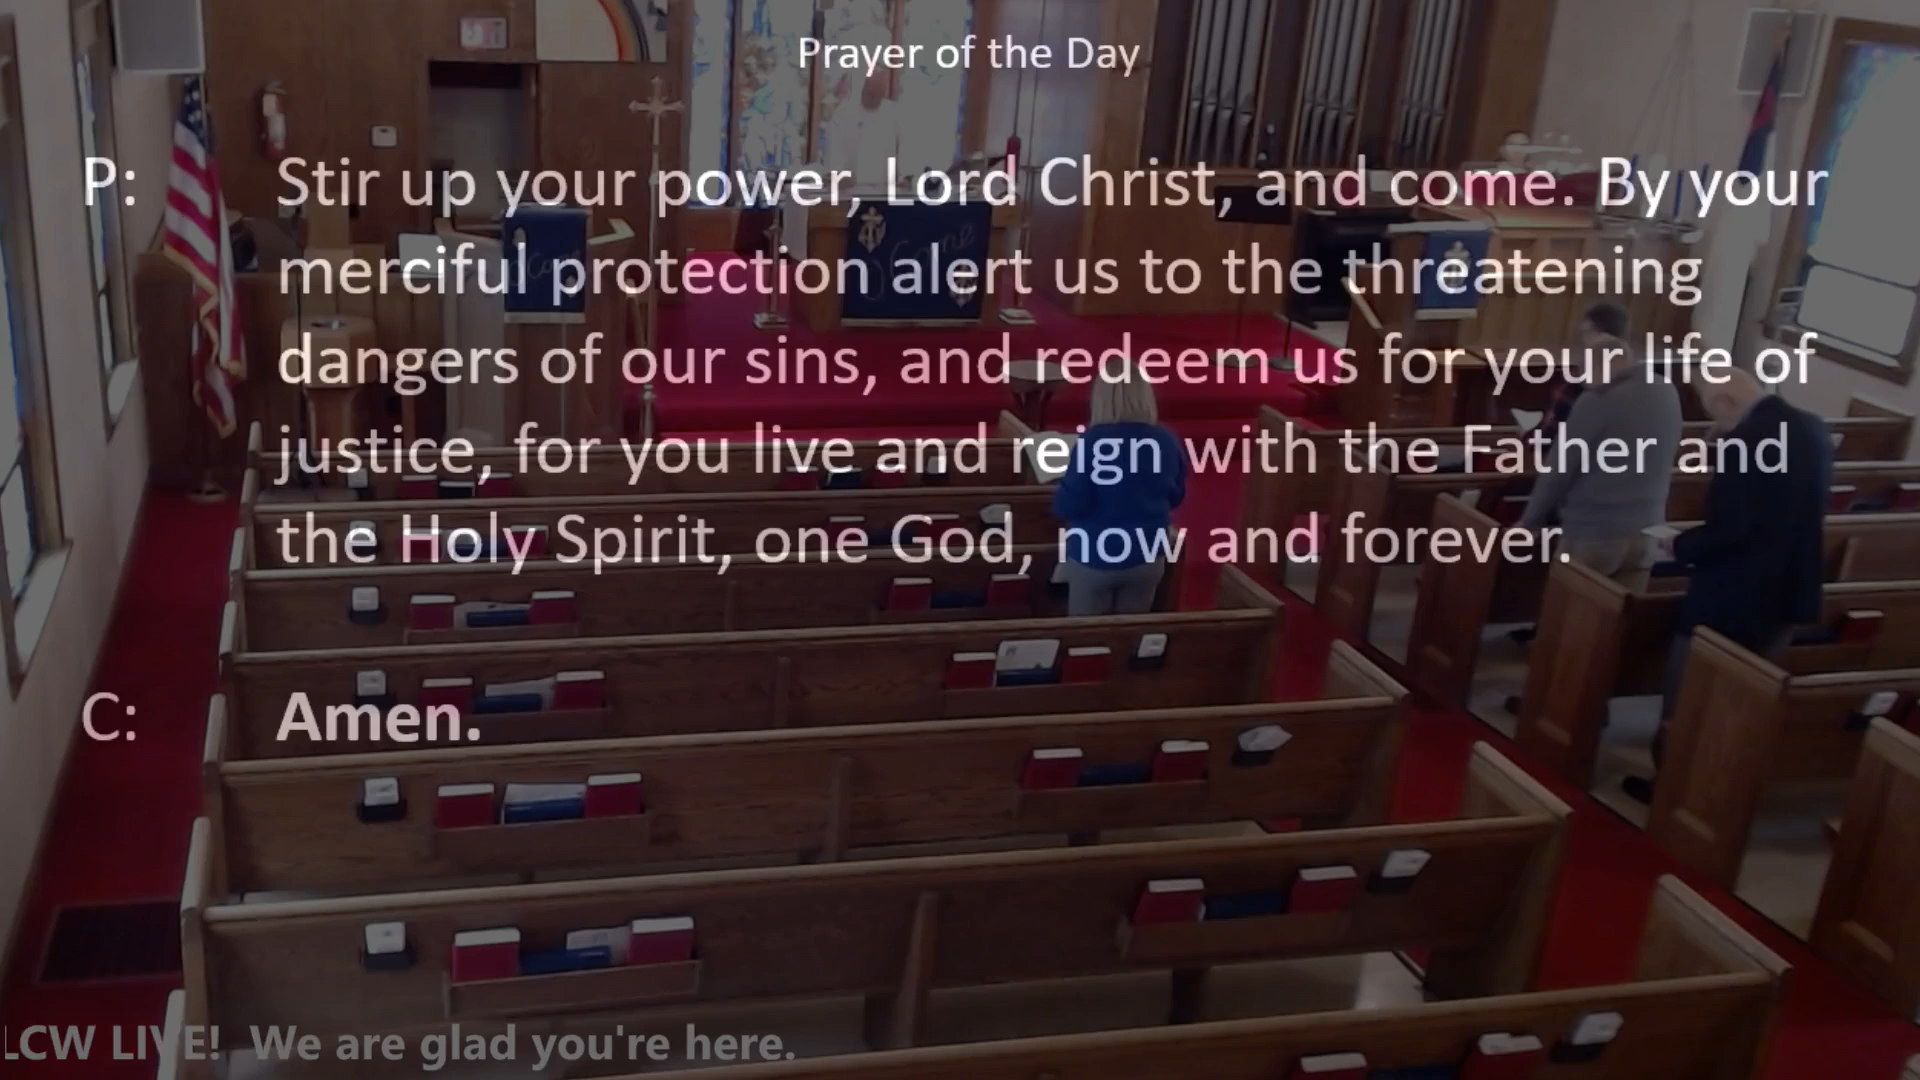 Prayer of the Day
P: Stir up your power, Lord Christ, and come. By your
merciful protection alert us to the threatening
dangers of our sins, and redeem us for your life of
justice, for you live and reign with the Father and
the Holy Spirit, one God, now and forever.
C: Amen.
LCW LIVE! We are glad you're here.